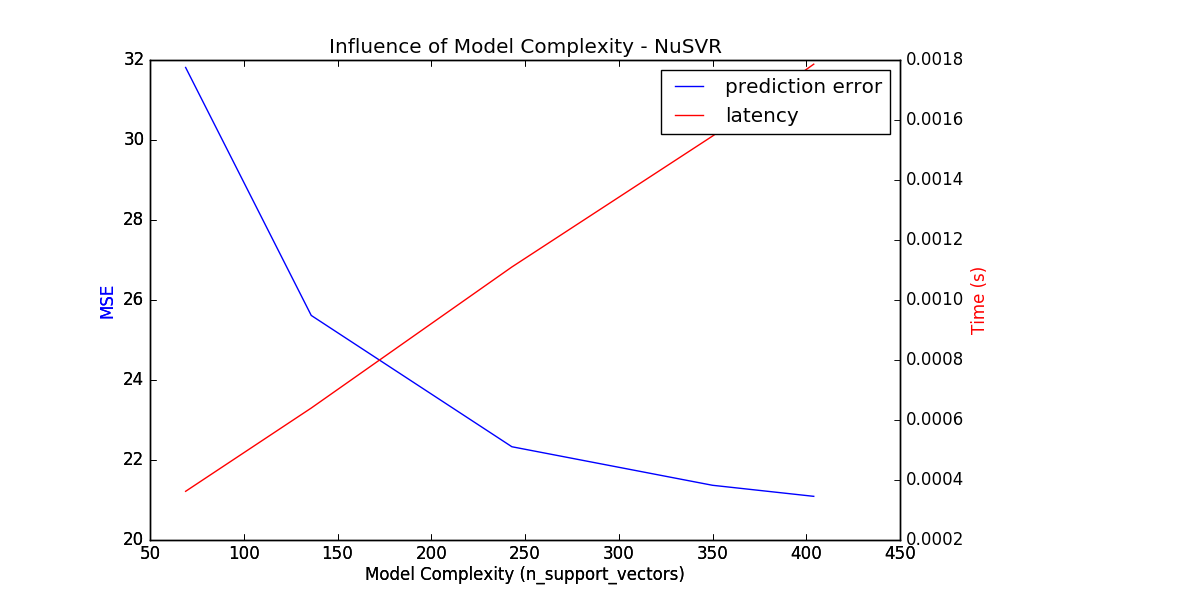 Influence of Model Complexity - NuSVR
prediction error
latency
32
30
28
26
24
22
20
MSE
0.0018
0.0016
0.0014
0.0012
0.0010
0.0008
0.0006
0.0004
0.0002
Time (s)
50 100 150 200 250 300 350 400 450
Model Complexity (n_support_vectors)